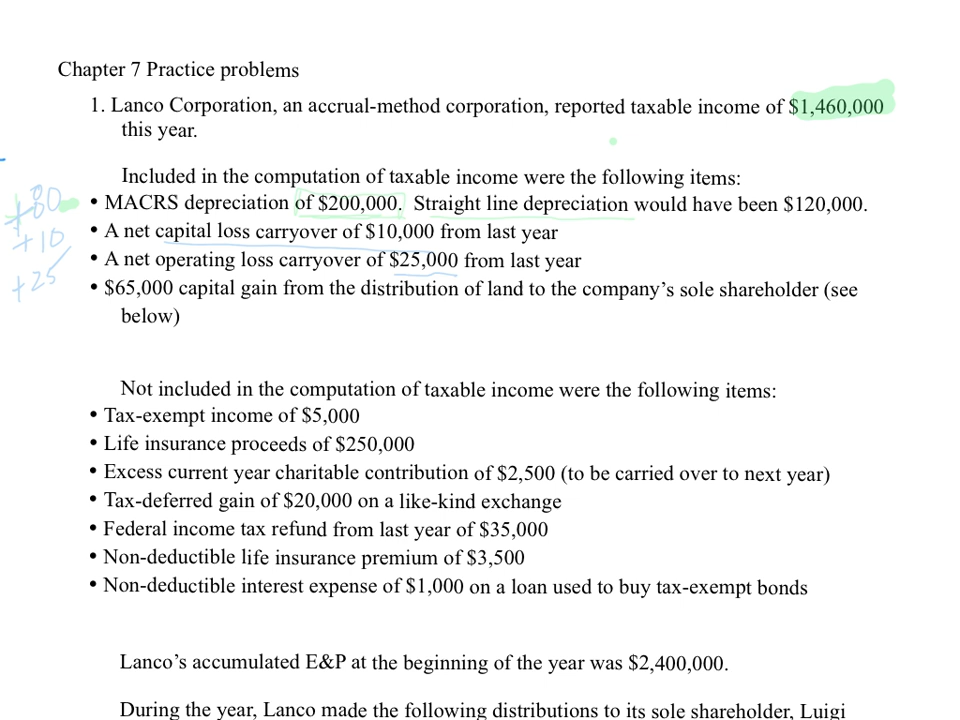 Chapter 7 Practice problems
1. Lanco Corporation, an accrual-method corporation, reported taxable income of $1,460,000
this year.
Included in the computation of taxable income were the following items:
+80 • MACRS depreciation of $200,000. Straight line depreciation would have been $120,000.
+10 • A net capital loss carryover of $10,000 from last year
+25 • A net operating loss carryover of $25,000 from last year
• $65,000 capital gain from the distribution of land to the company's sole shareholder (see
below)
Not included in the computation of taxable income were the following items:
• Tax-exempt income of $5,000
• Life insurance proceeds of $250,000
• Excess current year charitable contribution of $2,500 (to be carried over to next year)
• Tax-deferred gain of $20,000 on a like-kind exchange
• Federal income tax refund from last year of $35,000
• Non-deductible life insurance premium of $3,500
• Non-deductible interest expense of $1,000 on a loan used to buy tax-exempt bonds
Lanco's accumulated E&P at the beginning of the year was $2,400,000.
During the year, Lanco made the following distributions to its sole shareholder, Luigi